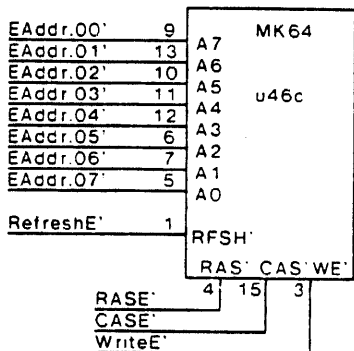 EAddr.00' 9 A7 MK64
EAddr.01' 13 A6
EAddr.02' 10 A5 u46c
EAddr.03' 11 A4
EAddr.04' 12 A3
EAddr.05' 6 A2
EAddr.06' 7 A1
EAddr.07' 5 A0
RefreshE' 1 RFSH'
RAS' CAS' WE'
4 15 3
RASE'
CASE'
WriteE'